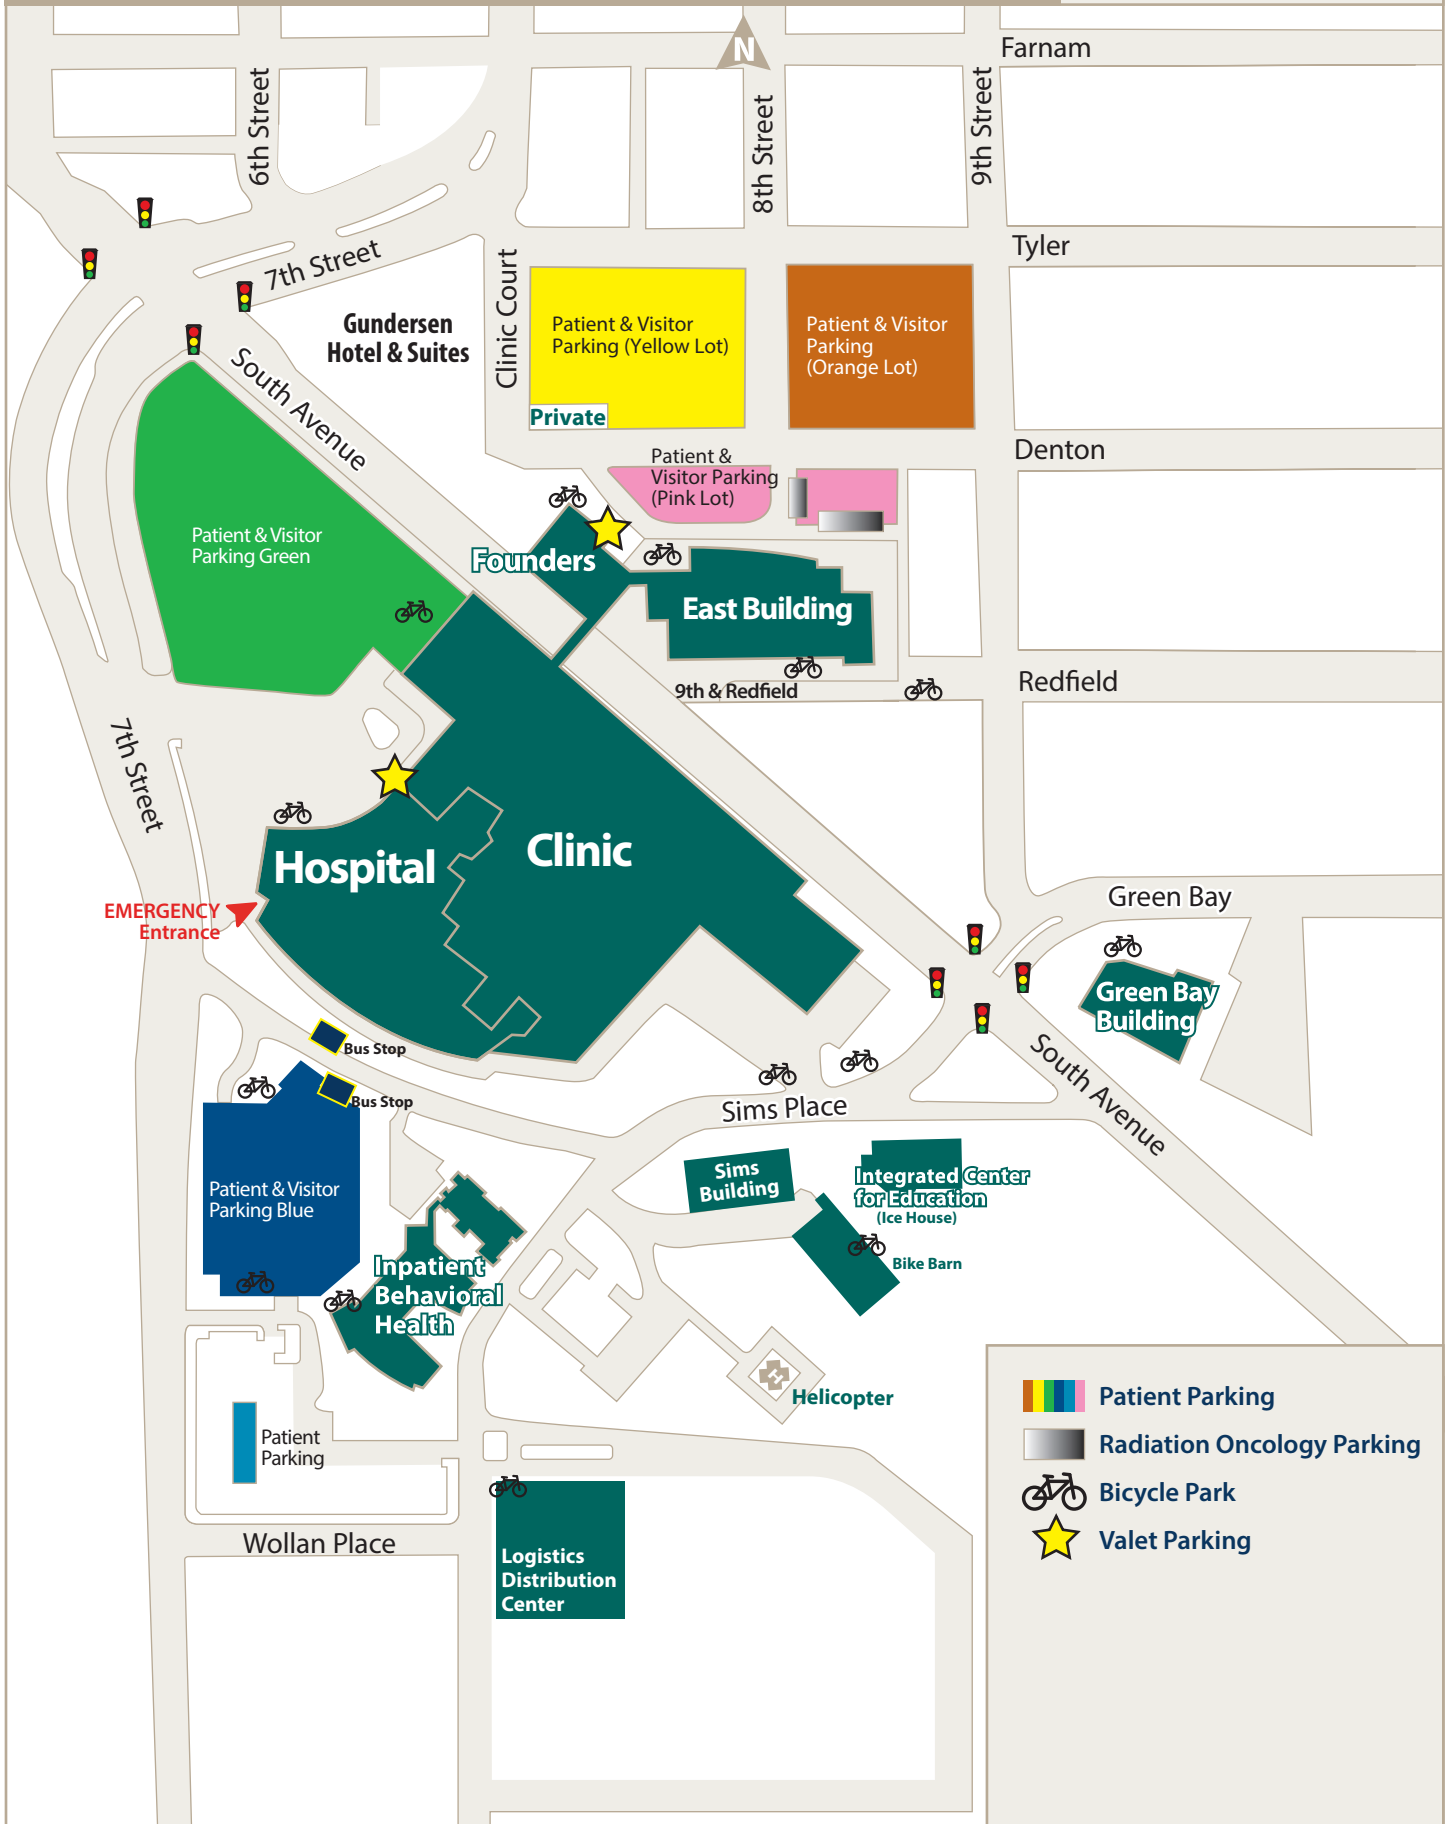 N
Farnam
6th Street
8th Street
9th Street
Tyler
7th Street
Clinic Court
Gundersen
Hotel & Suites
Patient & Visitor
Parking (Yellow Lot)
Private
Patient & Visitor
Parking
(Orange Lot)
South Avenue
Denton
Patient &
Visitor Parking
(Pink Lot)
Patient & Visitor
Parking Green
Founders
East Building
9th & Redfield
Redfield
7th Street
Hospital
Clinic
EMERGENCY
Entrance
Green Bay
Green Bay
Building
Bus Stop
Bus Stop
Sims Place
South Avenue
Sims
Building
Integrated Center
for Education
(Ice House)
Bike Barn
Patient & Visitor
Parking Blue
Inpatient
Behavioral
Health
H
Helicopter
Patient
Parking
Wollan Place
Logistics
Distribution
Center
Patient Parking
Radiation Oncology Parking
Bicycle Park
Valet Parking